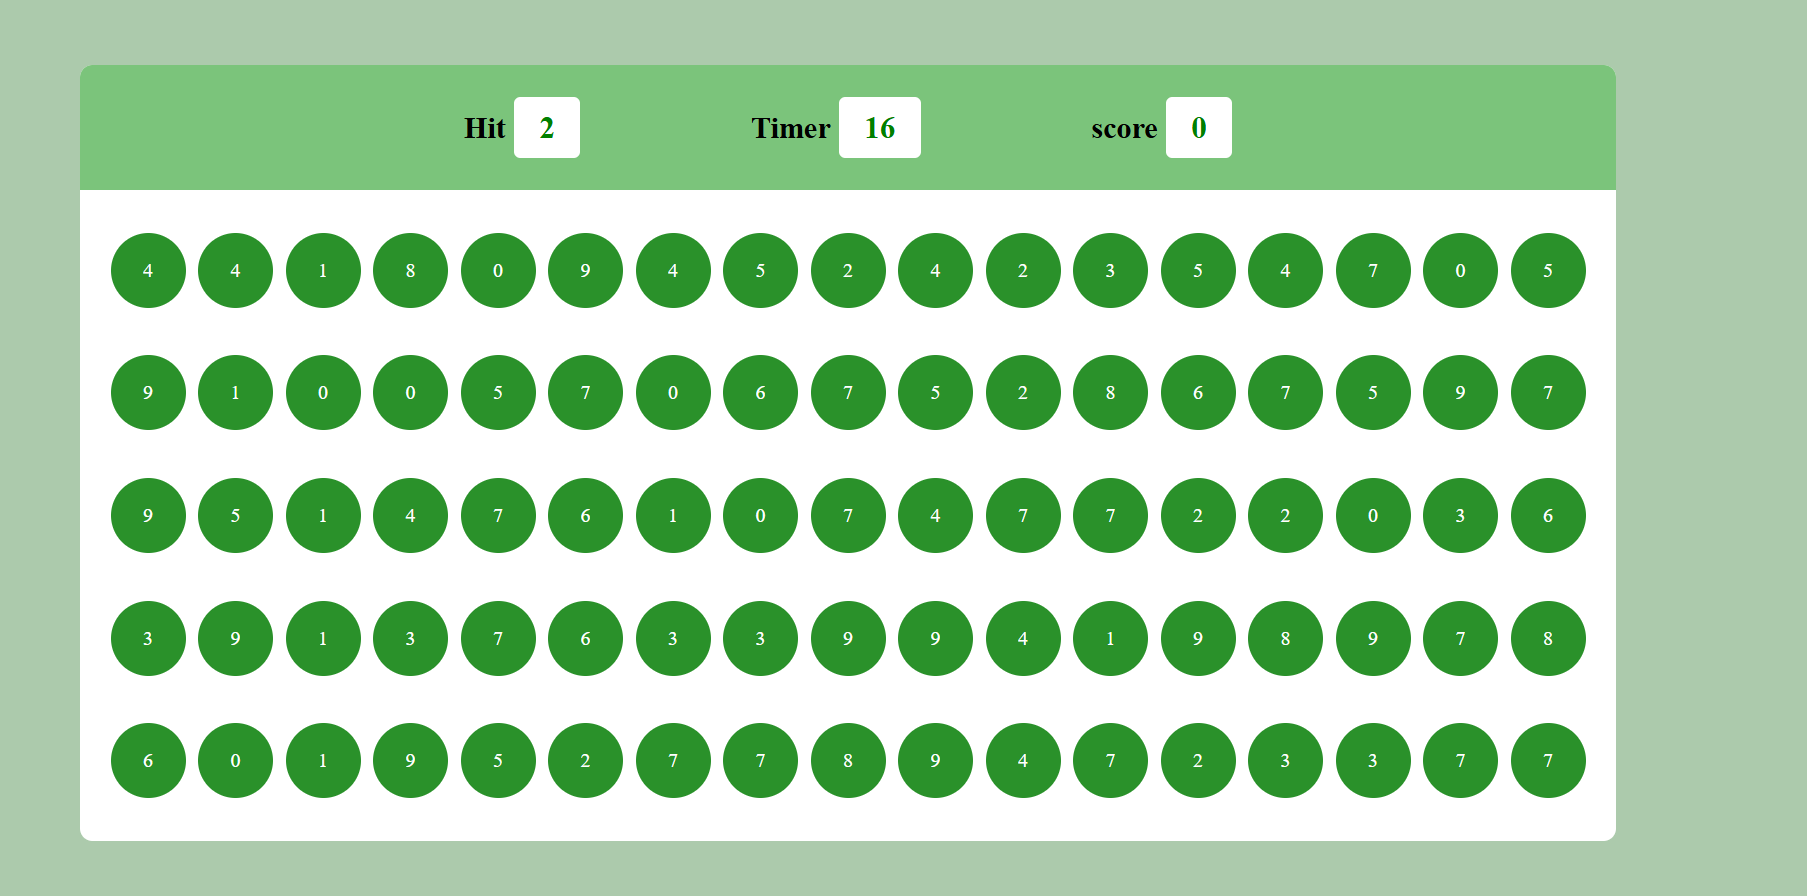 Hit 2 Timer 16 score 0
4 4 1 8 0 9 4 5 2 4 2 3 5 4 7 0 5
9 1 0 0 5 7 0 6 7 5 2 8 6 7 5 9 7
9 5 1 4 7 6 1 0 7 4 7 7 2 2 0 3 6
3 9 1 3 7 6 3 3 9 9 4 1 9 8 9 7 8
6 0 1 9 5 2 7 7 8 9 4 7 2 3 3 7 7